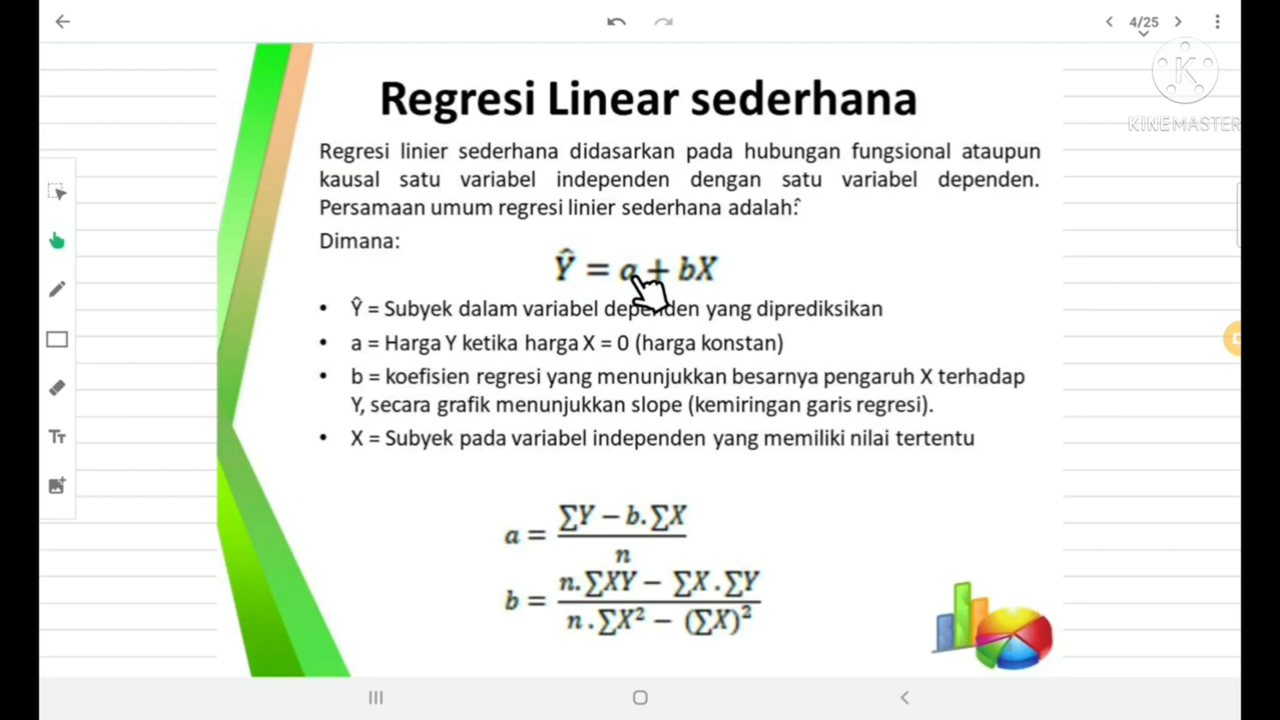 4/25
K
KINEMASTER
Regresi Linear sederhana
Regresi linier sederhana didasarkan pada hubungan fungsional ataupun
kausal satu variabel independen dengan satu variabel dependen.
Persamaan umum regresi linier sederhana adalah:̂
Dimana:
Ŷ = a + bX
• Ŷ = Subyek dalam variabel dependen yang diprediksikan
• a = Harga Y ketika harga X = 0 (harga konstan)
• b = koefisien regresi yang menunjukkan besarnya pengaruh X terhadap
Y, secara grafik menunjukkan slope (kemiringan garis regresi).
• X = Subyek pada variabel independen yang memiliki nilai tertentu
a = (∑Y − b.∑X) / n
b = (n.∑XY − ∑X.∑Y) / (n.∑X² − (∑X)²)
Tт